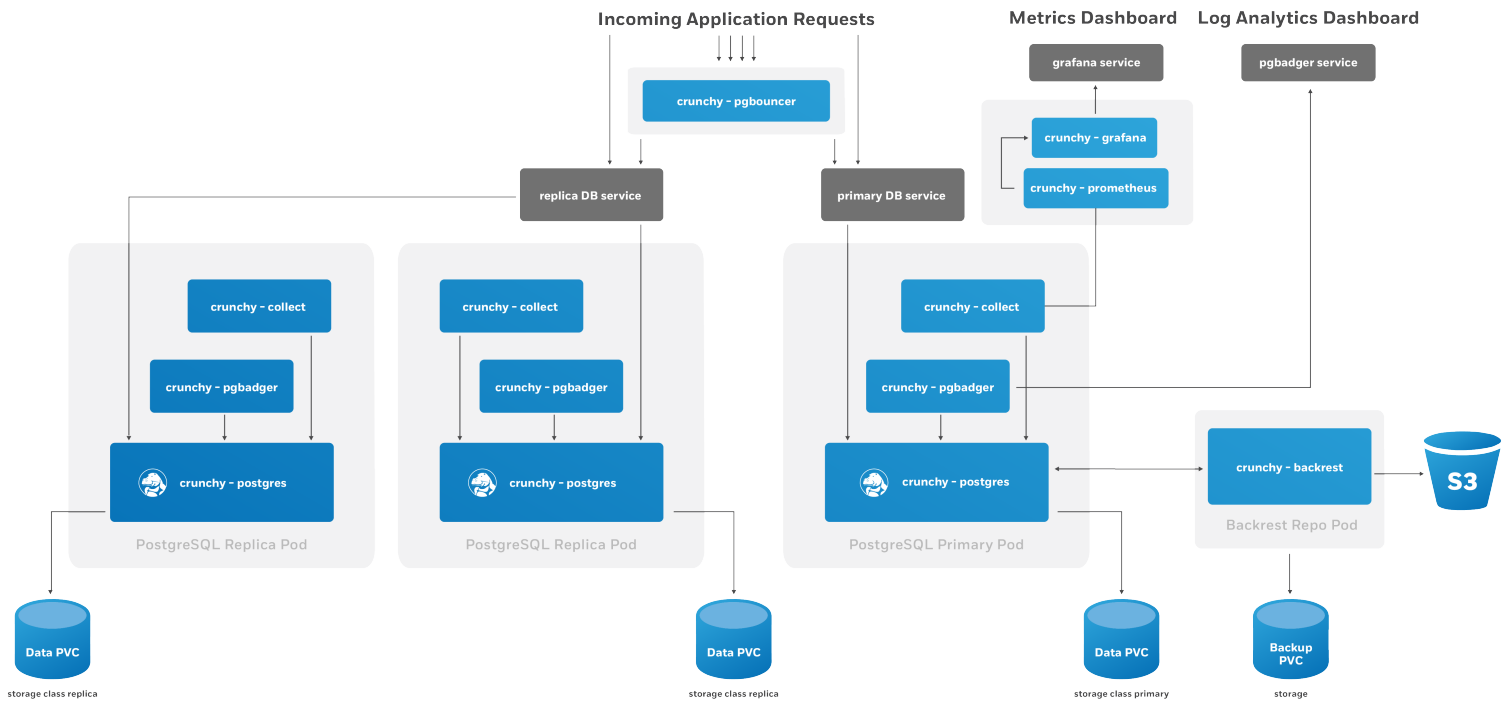 Incoming Application Requests
Metrics Dashboard
Log Analytics Dashboard
grafana service
pgbadger service
crunchy - pgbouncer
crunchy - grafana
crunchy - prometheus
replica DB service
primary DB service
crunchy - collect
crunchy - collect
crunchy - collect
crunchy - pgbadger
crunchy - pgbadger
crunchy - pgbadger
crunchy - postgres
crunchy - postgres
crunchy - postgres
crunchy - backrest
S3
PostgreSQL Replica Pod
PostgreSQL Replica Pod
PostgreSQL Primary Pod
Backrest Repo Pod
Data PVC
Data PVC
Data PVC
Backup
PVC
storage class replica
storage class replica
storage class primary
storage